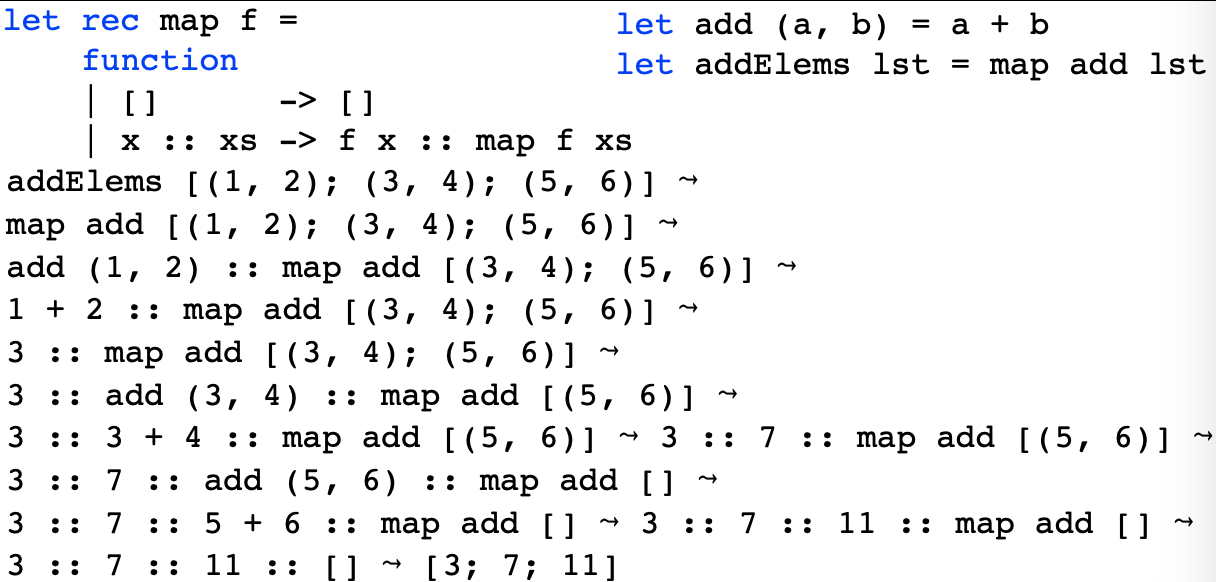 let rec map f =
    function
    | []      -> []
    | x :: xs -> f x :: map f xs
let add (a, b) = a + b
let addElems lst = map add lst
addElems [(1, 2); (3, 4); (5, 6)] ⤳
map add [(1, 2); (3, 4); (5, 6)] ⤳
add (1, 2) :: map add [(3, 4); (5, 6)] ⤳
1 + 2 :: map add [(3, 4); (5, 6)] ⤳
3 :: map add [(3, 4); (5, 6)] ⤳
3 :: add (3, 4) :: map add [(5, 6)] ⤳
3 :: 3 + 4 :: map add [(5, 6)] ⤳ 3 :: 7 :: map add [(5, 6)] ⤳
3 :: 7 :: add (5, 6) :: map add [] ⤳
3 :: 7 :: 5 + 6 :: map add [] ⤳ 3 :: 7 :: 11 :: map add [] ⤳
3 :: 7 :: 11 :: [] ⤳ [3; 7; 11]